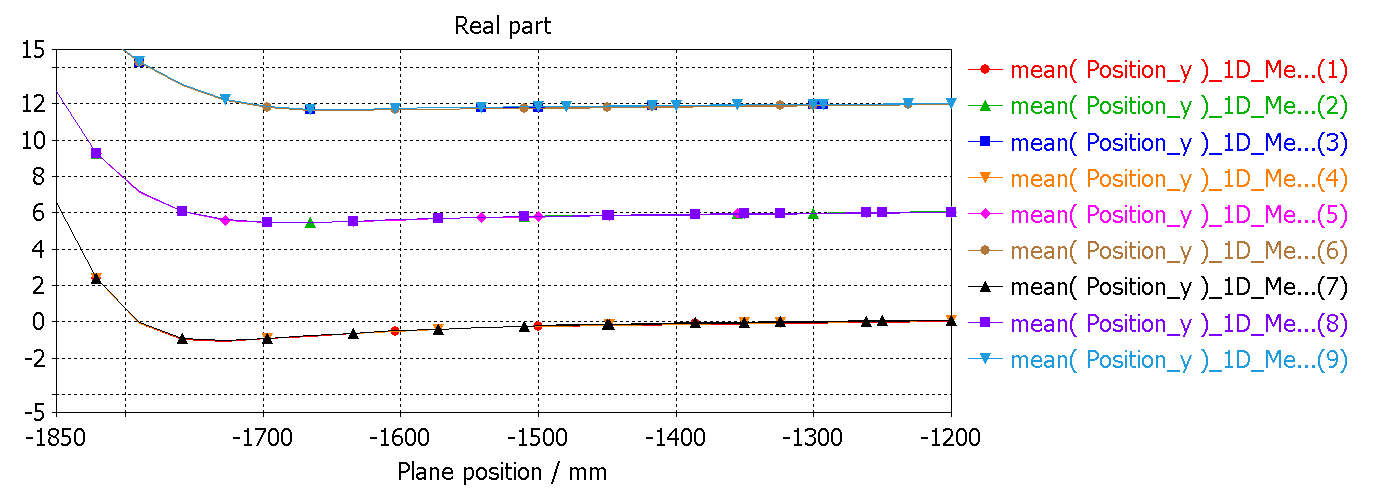 Real part
15
12
10
8
6
4
2
0
-2
-5
-1850
-1700
-1600
-1500
-1400
-1300
-1200
Plane position / mm
mean( Position_y )_1D_Me...(1)
mean( Position_y )_1D_Me...(2)
mean( Position_y )_1D_Me...(3)
mean( Position_y )_1D_Me...(4)
mean( Position_y )_1D_Me...(5)
mean( Position_y )_1D_Me...(6)
mean( Position_y )_1D_Me...(7)
mean( Position_y )_1D_Me...(8)
mean( Position_y )_1D_Me...(9)